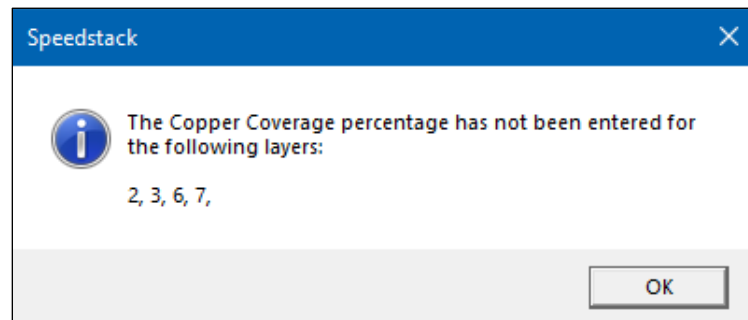 Speedstack
The Copper Coverage percentage has not been entered for
the following layers:
2, 3, 6, 7,
OK